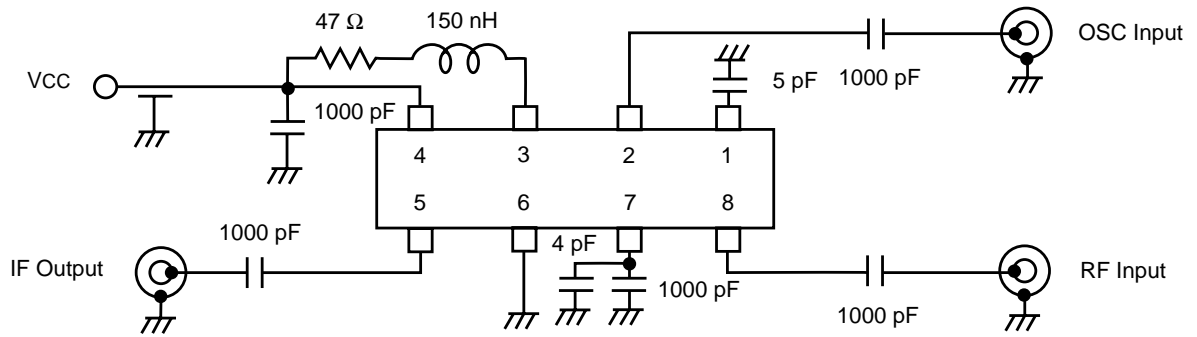 47 Ω
150 nH
OSC Input
VCC
1000 pF
5 pF
1000 pF
4 3 2 1
5 6 7 8
1000 pF
4 pF
IF Output
1000 pF
RF Input
1000 pF